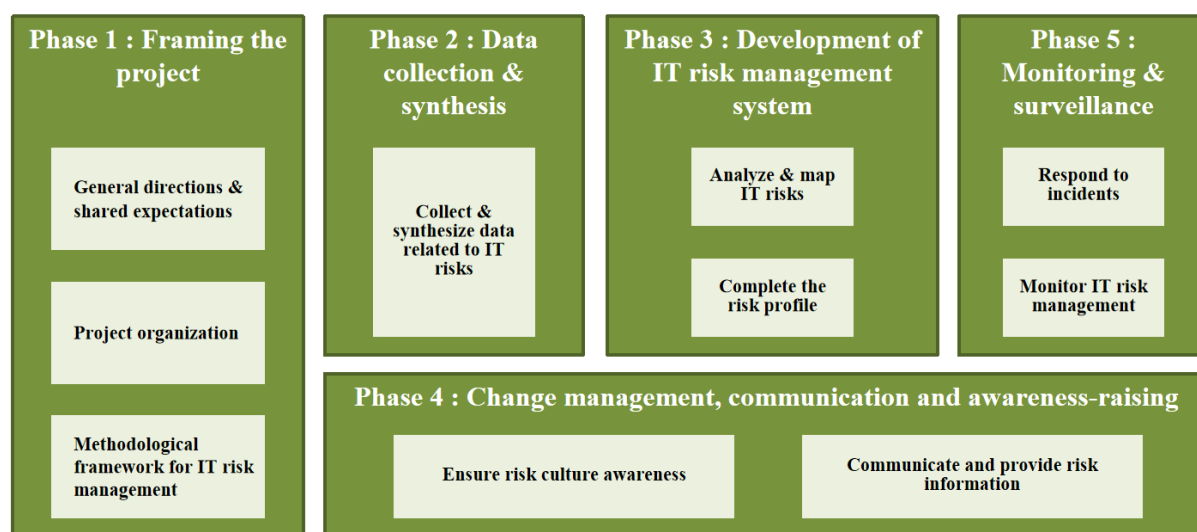 Phase 1 : Framing the
project
General directions &
shared expectations
Project organization
Methodological
framework for IT risk
management
Phase 2 : Data
collection &
synthesis
Collect &
synthesize data
related to IT
risks
Phase 3 : Development of
IT risk management
system
Analyze & map
IT risks
Complete the
risk profile
Phase 5 :
Monitoring &
surveillance
Respond to
incidents
Monitor IT risk
management
Phase 4 : Change management, communication and awareness-raising
Ensure risk culture awareness
Communicate and provide risk
information